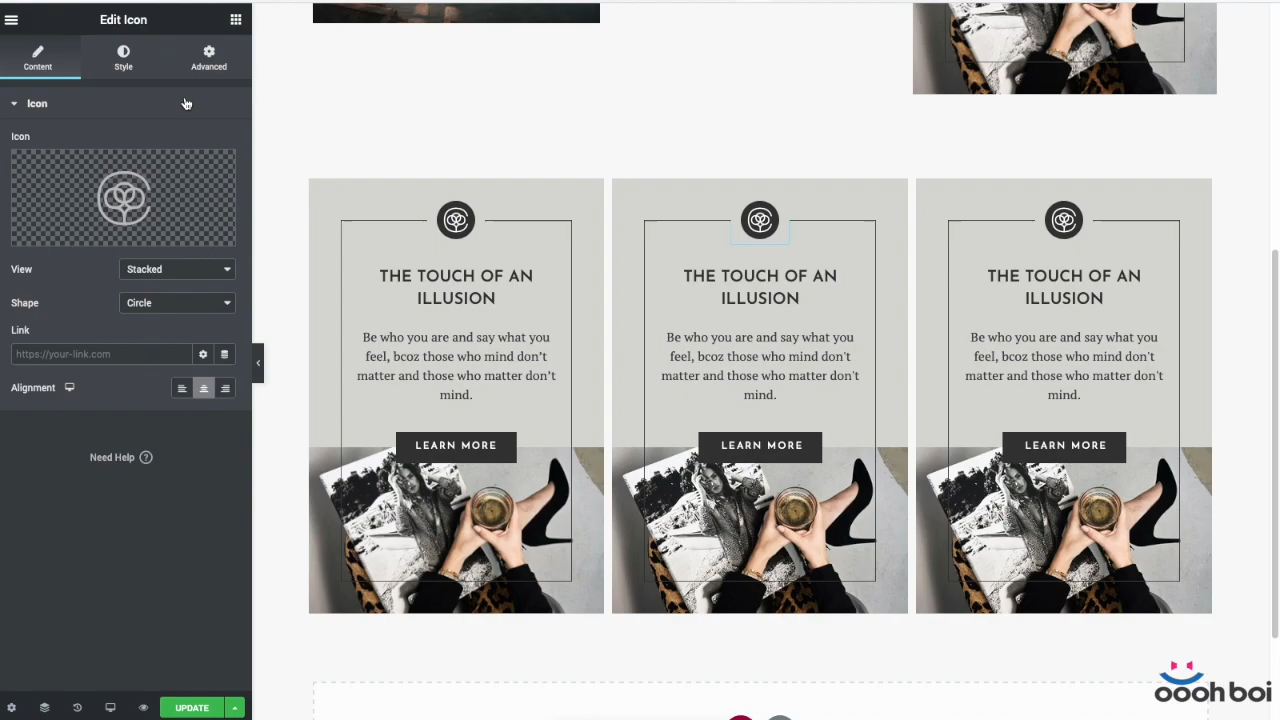 Edit Icon
Content
Style
Advanced
Icon
Icon
View
Stacked
Shape
Circle
Link
https://your-link.com
Alignment
Need Help ?
UPDATE
THE TOUCH OF AN
ILLUSION
Be who you are and say what you
feel, bcoz those who mind don’t
matter and those who matter don’t
mind.
LEARN MORE
THE TOUCH OF AN
ILLUSION
Be who you are and say what you
feel, bcoz those who mind don't
matter and those who matter don't
mind.
LEARN MORE
THE TOUCH OF AN
ILLUSION
Be who you are and say what you
feel, bcoz those who mind don't
matter and those who matter don't
mind.
LEARN MORE
oooh boi